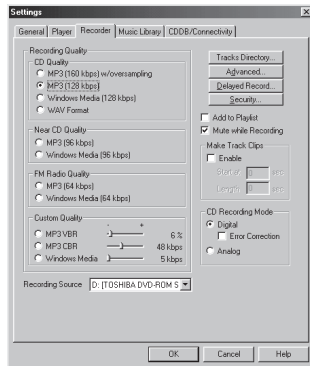 Settings
General Player Recorder Music Library CDDB/Connectivity
Recording Quality
CD Quality
MP3 (160 kbps) w/oversampling
MP3 (128 kbps)
Windows Media (128 kbps)
WAV Format
Near CD Quality
MP3 (96 kbps)
Windows Media (96 kbps)
FM Radio Quality
MP3 (64 kbps)
Windows Media (64 kbps)
Custom Quality
- +
MP3 VBR 6 %
MP3 CBR 48 kbps
Windows Media 5 kbps
Recording Source D: [TOSHIBA DVD-ROM S
Tracks Directory...
Advanced...
Delayed Record...
Security...
Add to Playlist
Mute while Recording
Make Track Clips
Enable
Start at 0 sec
Length 0 sec
CD Recording Mode
Digital
Error Correction
Analog
OK Cancel Help